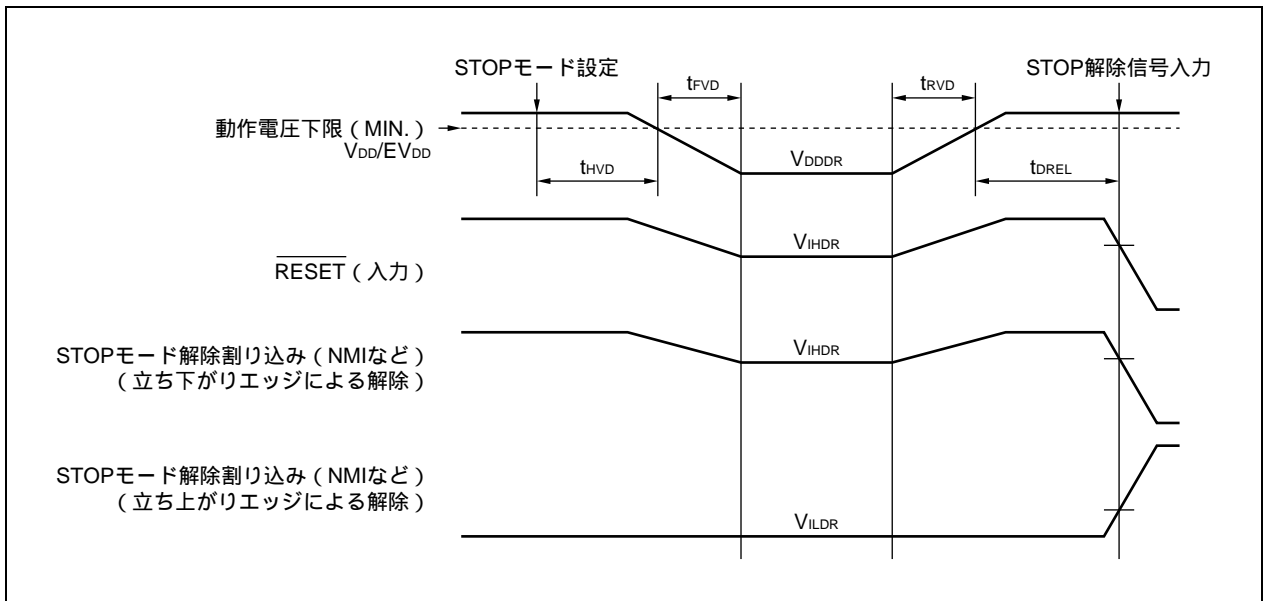 STOPモード設定
STOP解除信号入力
tFVD
tRVD
動作電圧下限（MIN.）
VDD/EVDD
VDDDR
tHVD
tDREL
VIHDR
RESET（入力）
VIHDR
STOPモード解除割り込み（NMIなど）
（立ち下がりエッジによる解除）
STOPモード解除割り込み（NMIなど）
（立ち上がりエッジによる解除）
VILDR